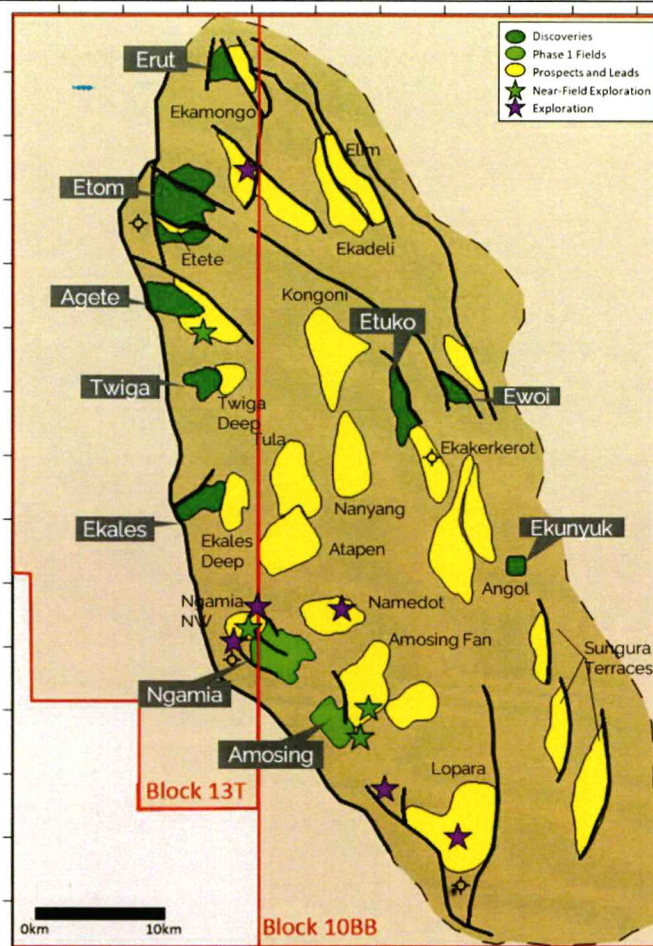 Discoveries
Phase 1 Fields
Prospects and Leads
Near-Field Exploration
Exploration
Erut
Ekamongo
Elim
Etom
Etete
Ekadeli
Agete
Kongoni
Etuko
Twiga
Twiga
Deep
Ewoi
Tula
Ekakerkerot
Nanyang
Ekales
Ekales
Deep
Atapen
Ekunyuk
Angol
Ngamia
NW
Namedot
Amosing Fan
Sungura
Terraces
Ngamia
Amosing
Lopara
Block 13T
0km
10km
Block 10BB